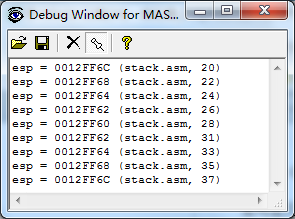 Debug Window for MAS...
esp = 0012FF6C (stack.asm, 20)
esp = 0012FF68 (stack.asm, 22)
esp = 0012FF64 (stack.asm, 24)
esp = 0012FF62 (stack.asm, 26)
esp = 0012FF60 (stack.asm, 28)
esp = 0012FF62 (stack.asm, 31)
esp = 0012FF64 (stack.asm, 33)
esp = 0012FF68 (stack.asm, 35)
esp = 0012FF6C (stack.asm, 37)